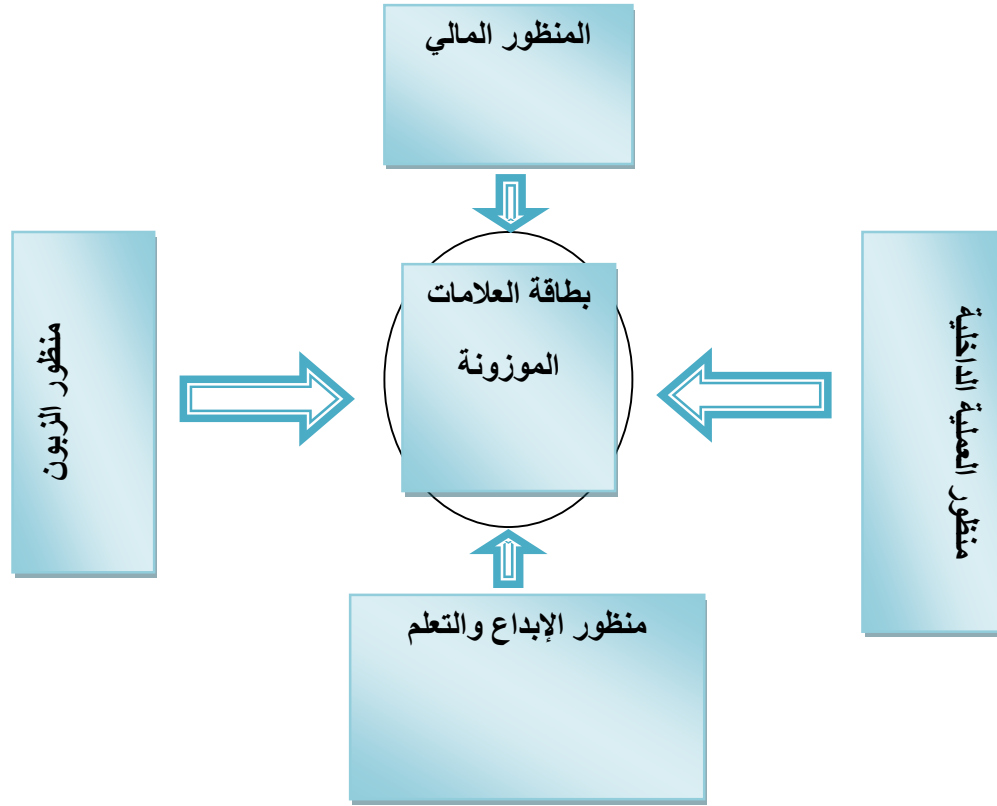 المنظور المالي
بطاقة العلامات
الموزونة
منظور العملية الداخلية
منظور الزبون
منظور الإبداع والتعلم